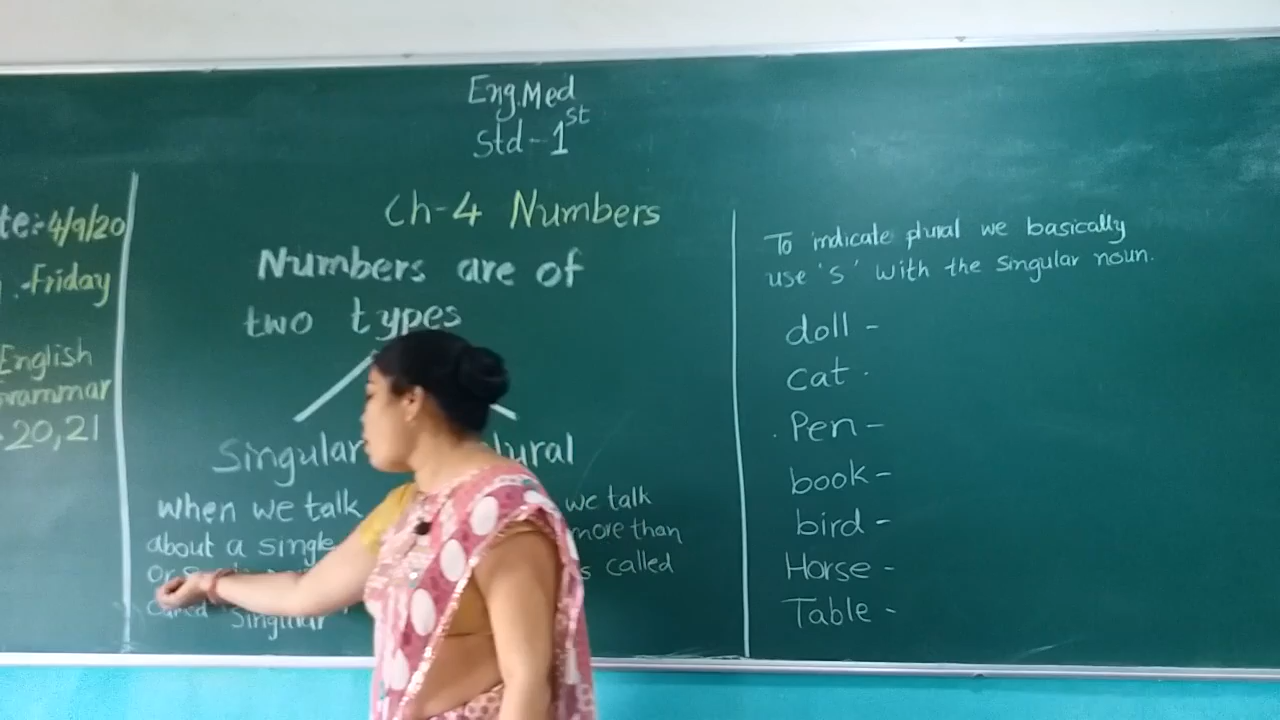 Eng.Med
Std-1st
te:-4/9/20
.-Friday
English
rammar
20,21
Ch-4 Numbers
Numbers are of
two types
Singular
lural
When we talk
about a single
Or
Singular
we talk
more than
called
To indicate plural we basically
use 's' with the singular noun.
doll -
cat -
Pen -
book -
bird -
Horse -
Table -